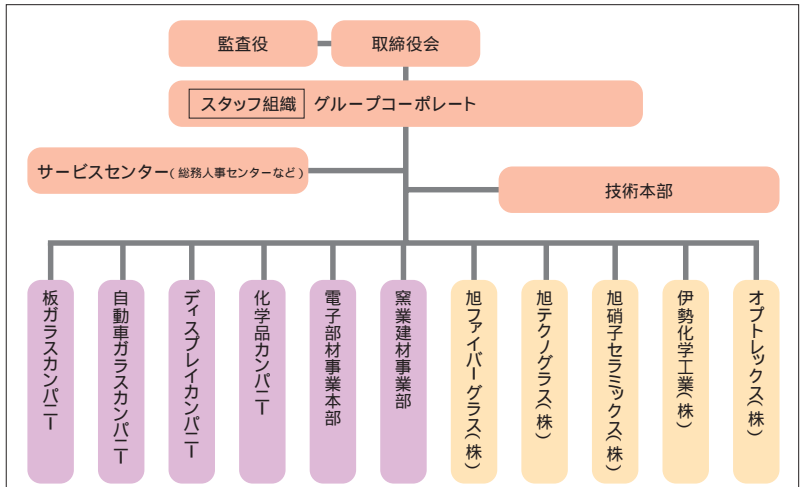 監査役
取締役会
スタッフ組織 グループコーポレート
サービスセンター(総務人事センターなど)
技術本部
板ガラスカンパニー
自動車ガラスカンパニー
ディスプレイカンパニー
化学品カンパニー
電子部材事業本部
窯業建材事業部
旭ファイバーグラス(株)
旭テクノグラス(株)
旭硝子セラミックス(株)
伊勢化学工業(株)
オプトレックス(株)